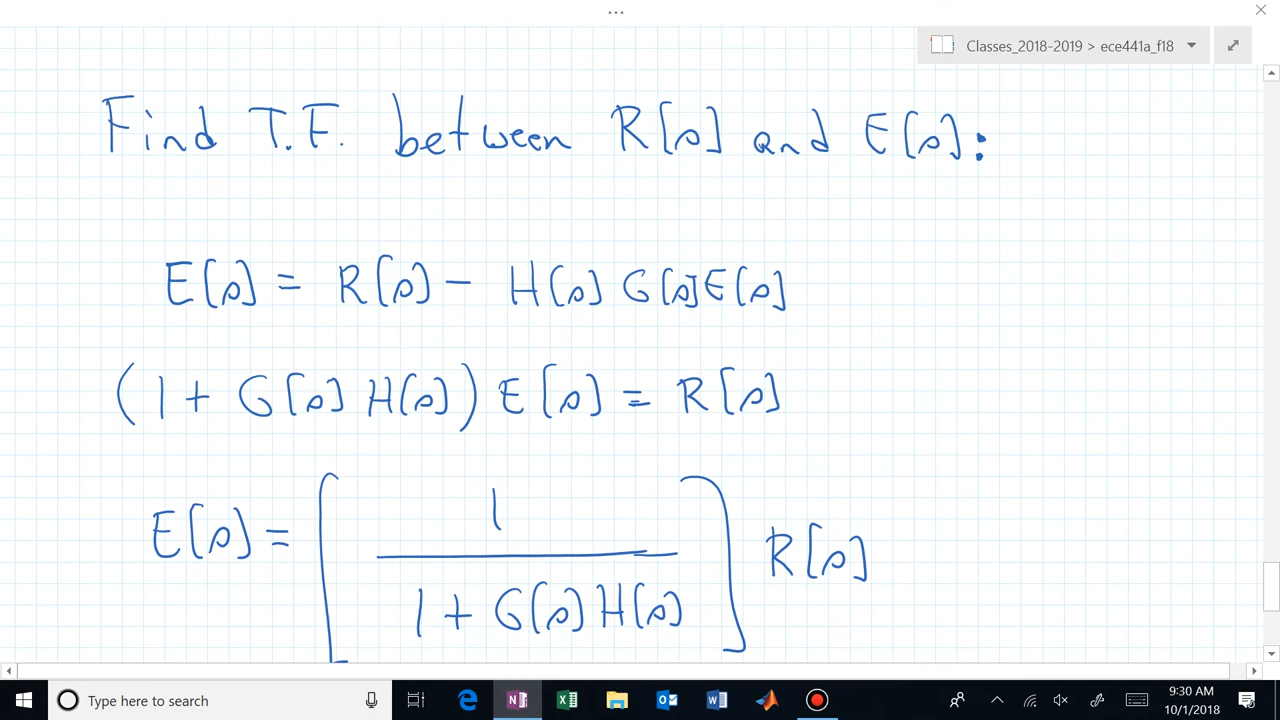 Classes_2018-2019 > ece441a_f18
Find T.F. between R[s] and E[s]:
E[s] = R[s] - H[s] G[s]E[s]
(1 + G[s] H[s]) E[s] = R[s]
E[s] = [ 1 / 1 + G[s] H[s] ] R[s]
Type here to search
9:30 AM
10/1/2018